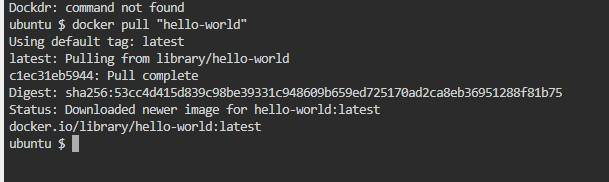 Dockdr: command not found
ubuntu $ docker pull "hello-world"
Using default tag: latest
latest: Pulling from library/hello-world
c1ec31eb5944: Pull complete
Digest: sha256:53cc4d415d839c98be39331c948609b659ed725170ad2ca8eb36951288f81b75
Status: Downloaded newer image for hello-world:latest
docker.io/library/hello-world:latest
ubuntu $